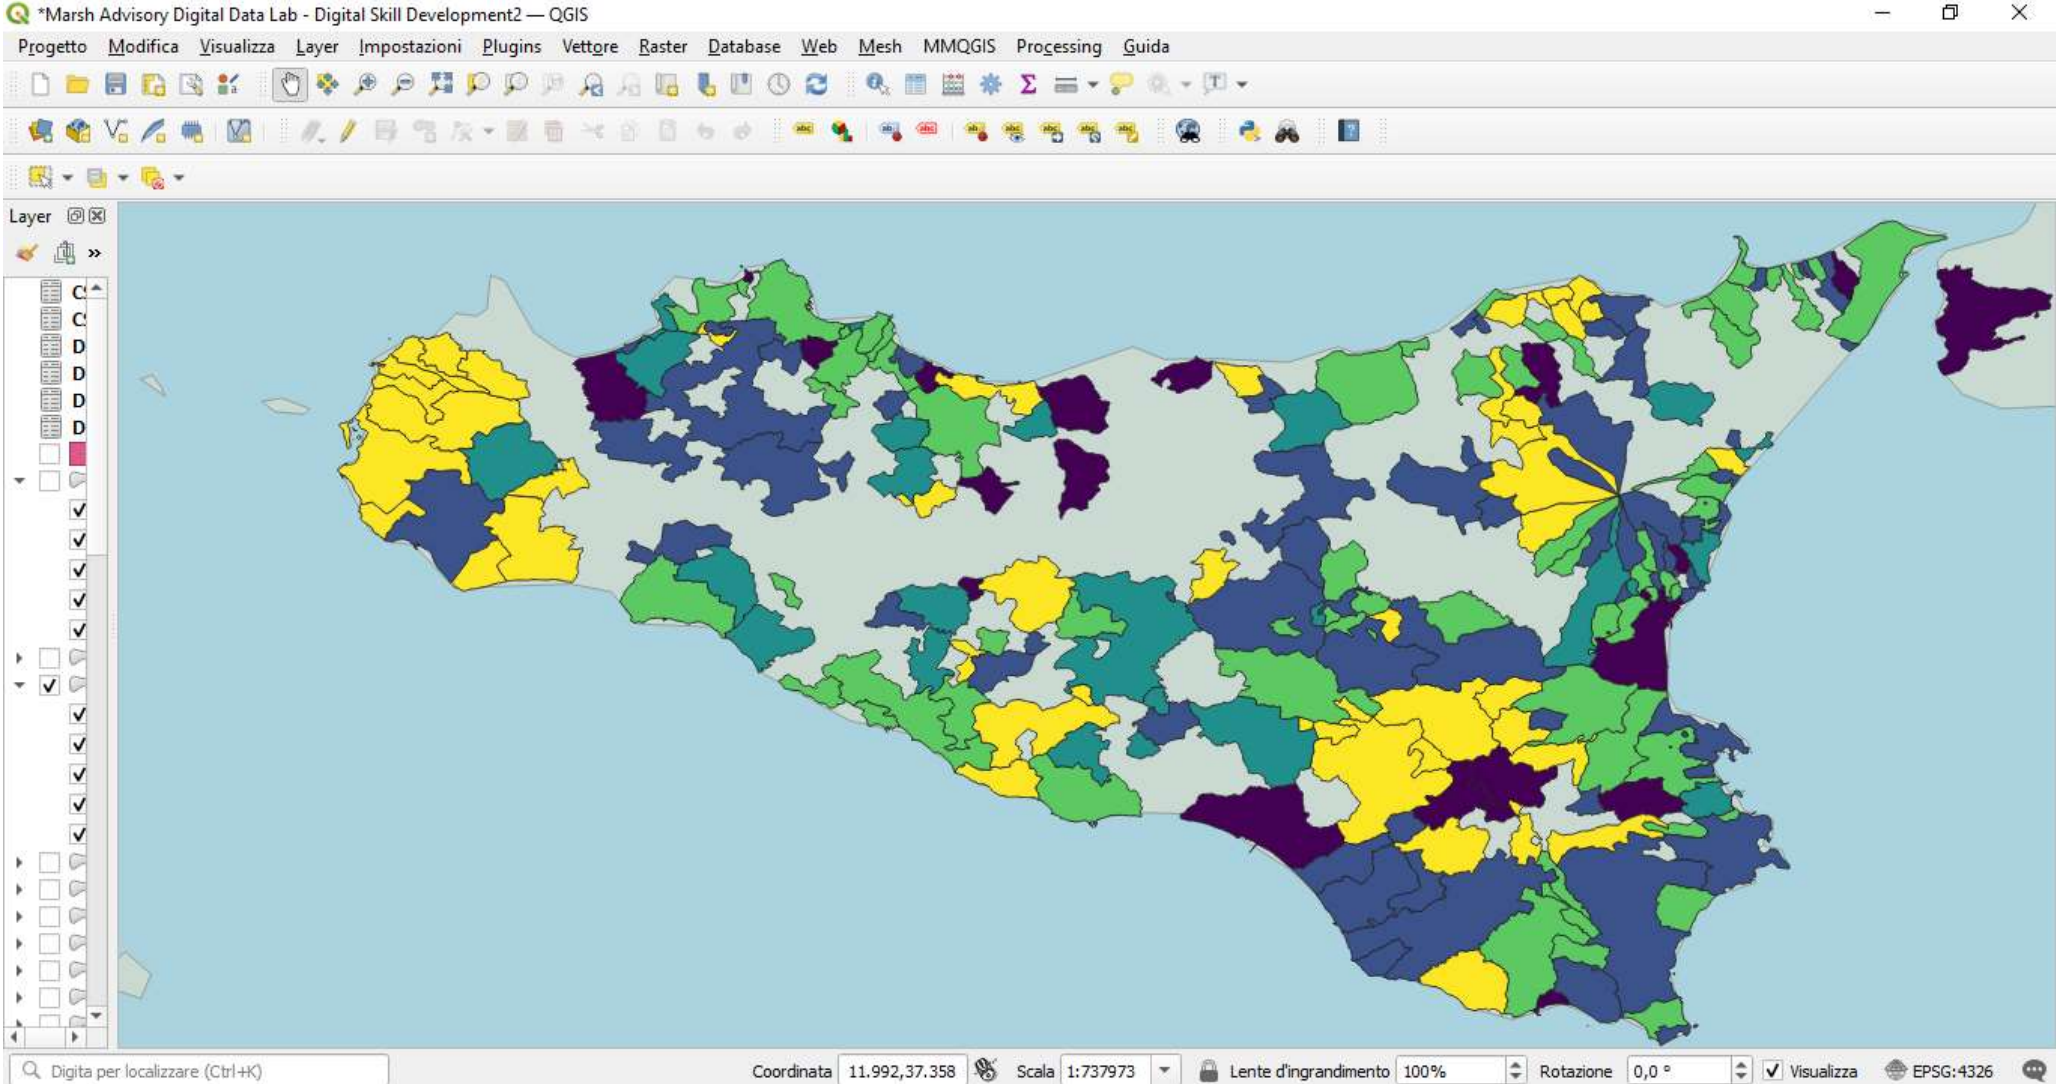 *Marsh Advisory Digital Data Lab - Digital Skill Development2 — QGIS
Progetto Modifica Visualizza Layer Impostazioni Plugins Vettore Raster Database Web Mesh MMQGIS Processing Guida
Layer
»
C
C
D
D
D
D
Digita per localizzare (Ctrl+K) Coordinata 11.992,37.358 Scala 1:737973 Lente d'ingrandimento 100% Rotazione 0,0 ° Visualizza EPSG:4326